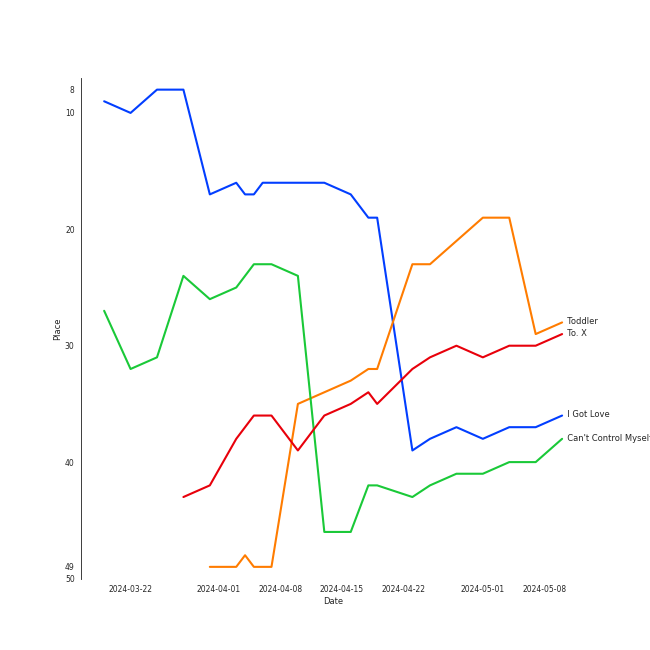 8
10
20
30
40
49
50
Place
Toddler
To. X
I Got Love
Can't Control Mysel
2024-03-22
2024-04-01
2024-04-08
2024-04-15
2024-04-22
2024-05-01
2024-05-08
Date